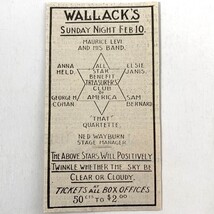 WALLACK'S
SUNDAY NIGHT FEB 10.
MAURICE LEVI
AND HIS BAND.
ANNA HELD.
ELSIE JANIS.
ALL
STAR
BENEFIT
TREASURERS
CLUB
OF
AMERICA
GEORGE M COHAN
SAM BERNARD
"THAT"
QUARTETTE.
NED WAYBURN
STAGE MANAGER
THE ABOVE STARS WILL POSITIVELY
TWINKLE WHETHER THE SKY BE
CLEAR OR CLOUDY.
TICKETS AT ALL BOX OFFICES
50 CTS TO $2.00